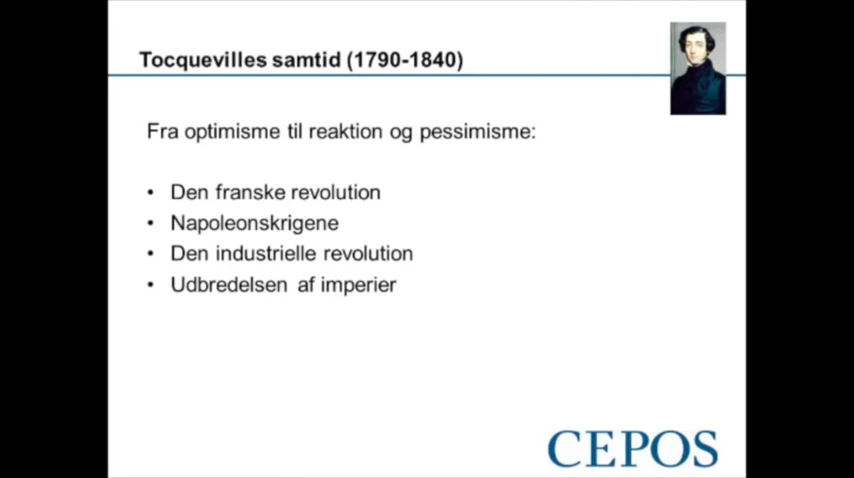 Tocquevilles samtid (1790-1840)
Fra optimisme til reaktion og pessimisme:
• Den franske revolution
• Napoleonskrigene
• Den industrielle revolution
• Udbredelsen af imperier
CEPOS